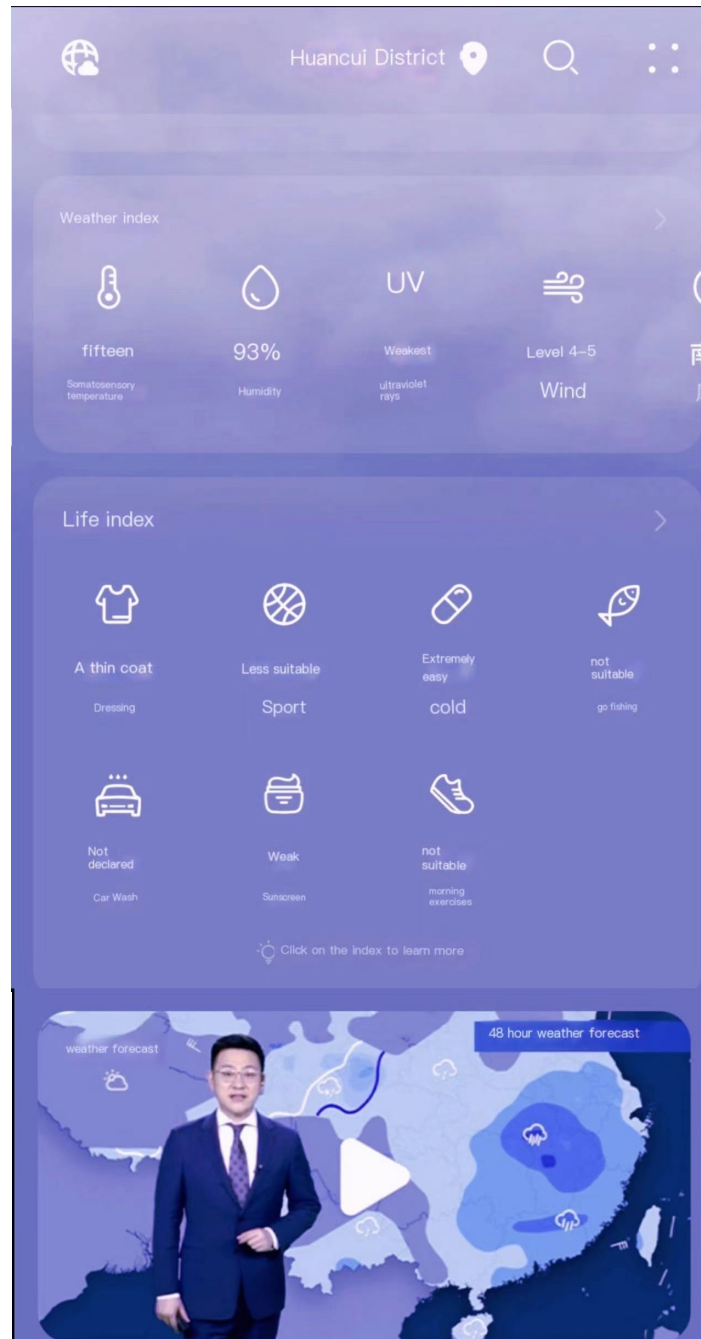 Huancui District
Weather index
UV
fifteen
93%
Weakest
Level 4-5
Somatosensory
temperature
Humidity
ultraviolet
rays
Wind
Life index
A thin coat
Less suitable
Extremely
easy
not
suitable
Dressing
Sport
cold
go fishing
Not
declared
Weak
not
suitable
Car Wash
Sunscreen
morning
exercises
Click on the index to learn more
weather forecast
48 hour weather forecast